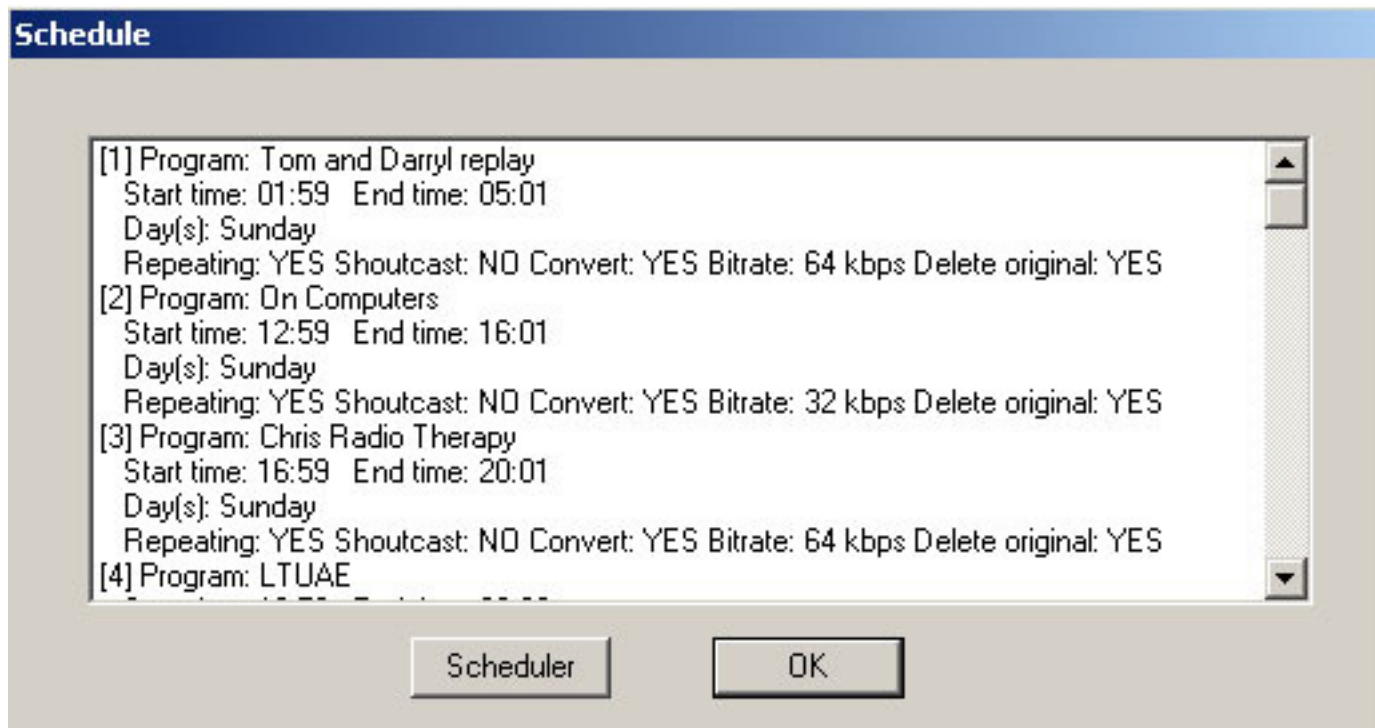 Schedule
[1] Program: Tom and Darryl replay
Start time: 01:59 End time: 05:01
Day(s): Sunday
Repeating: YES Shoutcast: NO Convert: YES Bitrate: 64 kbps Delete original: YES
[2] Program: On Computers
Start time: 12:59 End time: 16:01
Day(s): Sunday
Repeating: YES Shoutcast: NO Convert: YES Bitrate: 32 kbps Delete original: YES
[3] Program: Chris Radio Therapy
Start time: 16:59 End time: 20:01
Day(s): Sunday
Repeating: YES Shoutcast: NO Convert: YES Bitrate: 64 kbps Delete original: YES
[4] Program: LTUAE
Scheduler
OK